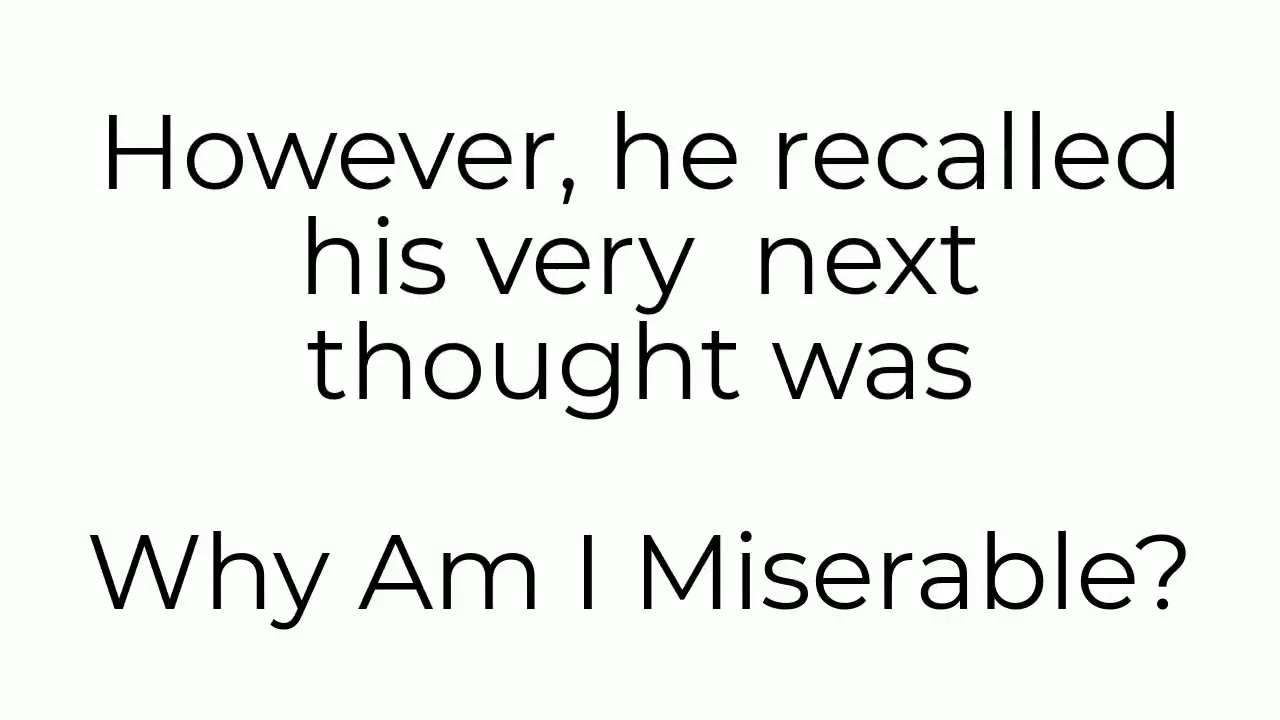 However, he recalled
his very  next
thought was
Why Am I Miserable?